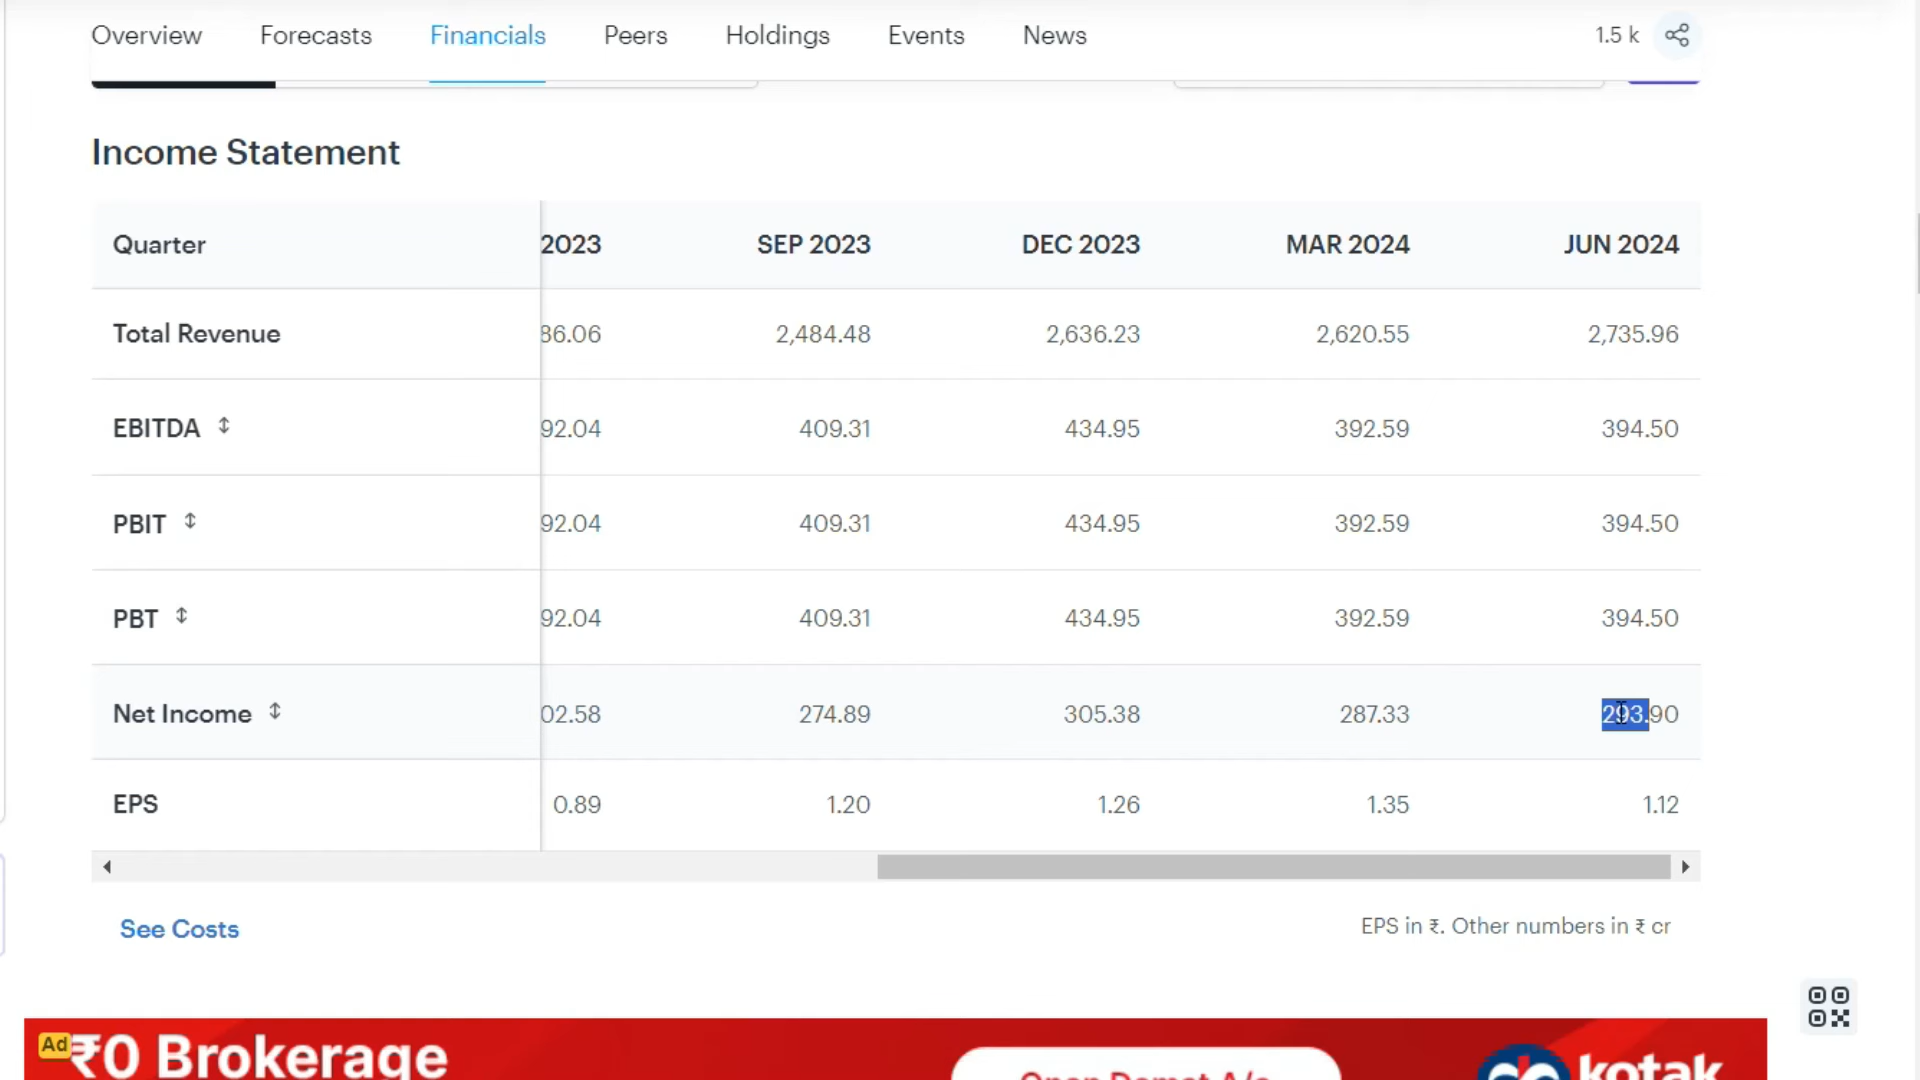 Overview Forecasts Financials Peers Holdings Events News 1.5 k
Income Statement
Quarter 2023 SEP 2023 DEC 2023 MAR 2024 JUN 2024
Total Revenue 86.06 2,484.48 2,636.23 2,620.55 2,735.96
EBITDA 92.04 409.31 434.95 392.59 394.50
PBIT 92.04 409.31 434.95 392.59 394.50
PBT 92.04 409.31 434.95 392.59 394.50
Net Income 02.58 274.89 305.38 287.33 293.90
EPS 0.89 1.20 1.26 1.35 1.12
See Costs EPS in ₹. Other numbers in ₹ cr
Ad ₹0 Brokerage Open Demat A/c kotak